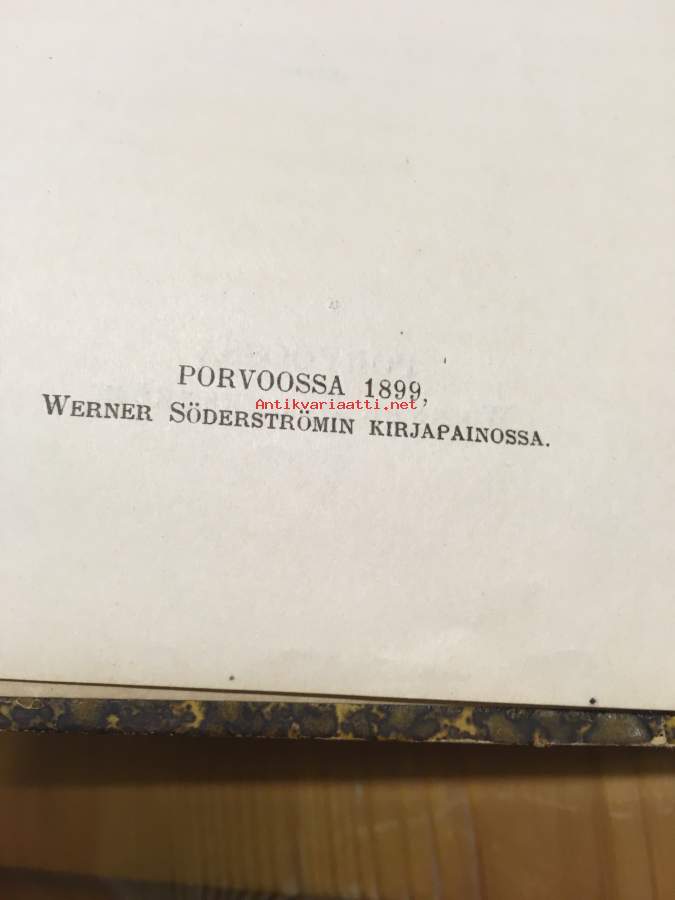 PORVOOSSA 1899,
Antikvariaatti.net
WERNER SÖDERSTRÖMIN KIRJAPAINOSSA.